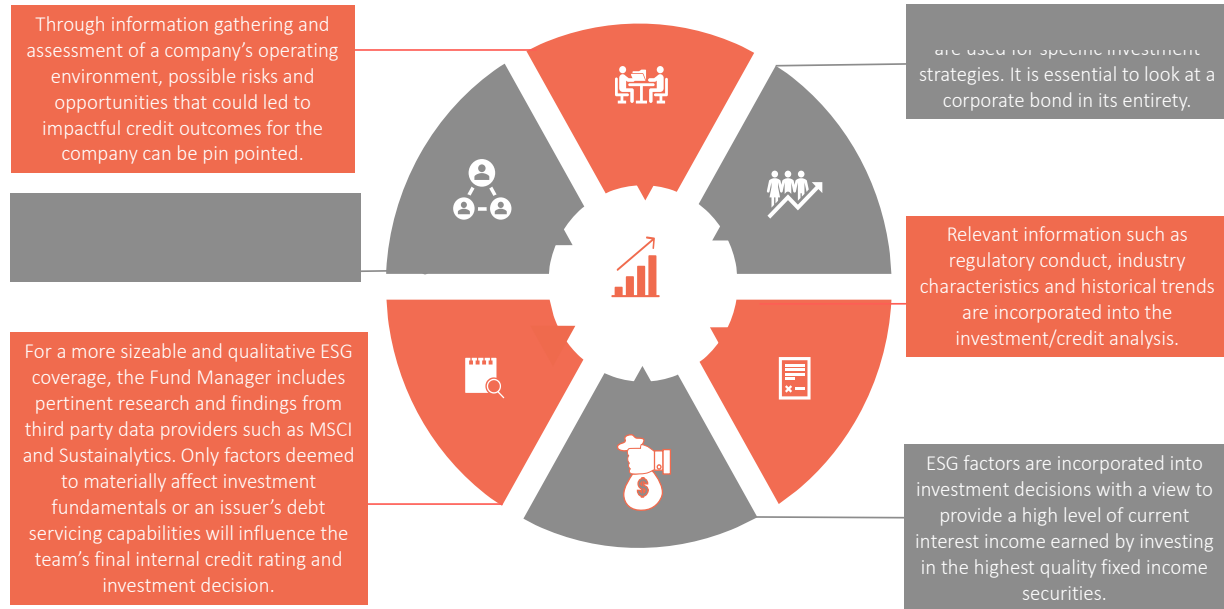 Through information gathering and
assessment of a company's operating
environment, possible risks and
opportunities that could led to
impactful credit outcomes for the
company can be pin pointed.
are used for specific investment
strategies. It is essential to look at a
corporate bond in its entirety.
Relevant information such as
regulatory conduct, industry
characteristics and historical trends
are incorporated into the
investment/credit analysis.
For a more sizeable and qualitative ESG
coverage, the Fund Manager includes
pertinent research and findings from
third party data providers such as MSCI
and Sustainalytics. Only factors deemed
to materially affect investment
fundamentals or an issuer's debt
servicing capabilities will influence the
team's final internal credit rating and
investment decision.
$
ESG factors are incorporated into
investment decisions with a view to
provide a high level of current
interest income earned by investing
in the highest quality fixed income
securities.